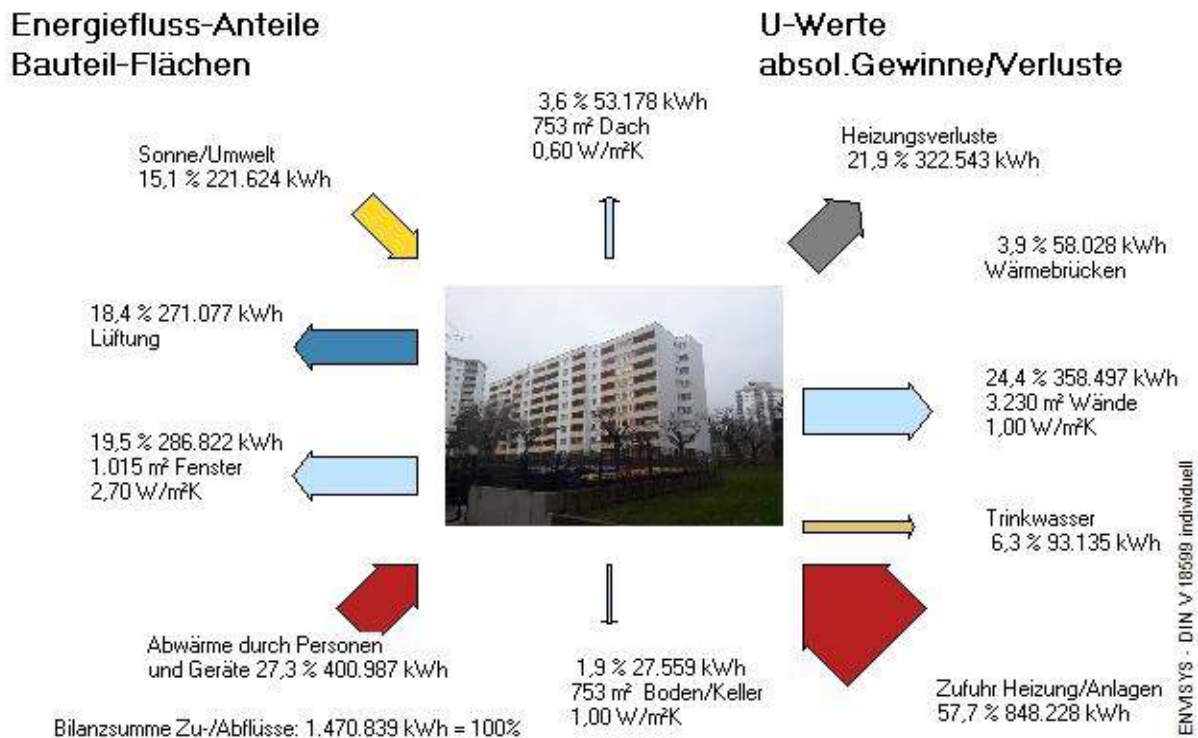 Energiefluss-Anteile
Bauteil-Flächen
U-Werte
absol.Gewinne/Verluste
3,6 % 53.178 kWh
753 m² Dach
0,60 W/m²K
Sonne/Umwelt
15,1 % 221.624 kWh
Heizungsverluste
21,9 % 322.543 kWh
3,9 % 58.028 kWh
Wärmebrücken
18,4 % 271.077 kWh
Lüftung
24,4 % 358.497 kWh
3.230 m² Wände
1,00 W/m²K
19,5 % 286.822 kWh
1.015 m² Fenster
2,70 W/m²K
Trinkwasser
6,3 % 93.135 kWh
Abwärme durch Personen
und Geräte 27,3 % 400.987 kWh
1,9 % 27.559 kWh
753 m² Boden/Keller
1,00 W/m²K
Zufuhr Heizung/Anlagen
57,7 % 848.228 kWh
Bilanzsumme Zu-/Abflüsse: 1.470.839 kWh = 100%
ENVISYS - DIN V 18599 individuell